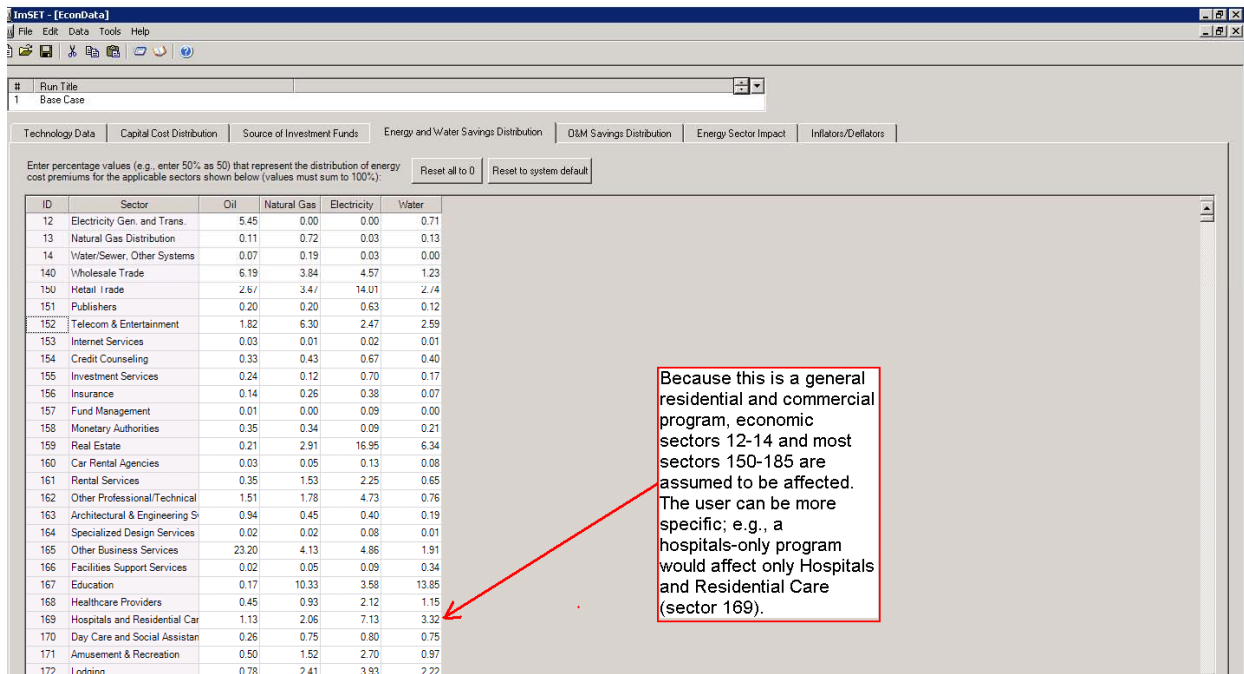 ImSET - [EconData]
File Edit Data Tools Help
# Run Title
1 Base Case
Technology Data Capital Cost Distribution Source of Investment Funds Energy and Water Savings Distribution O&M Savings Distribution Energy Sector Impact Inflators/Deflators
Enter percentage values (e.g., enter 50% as 50) that represent the distribution of energy
cost premiums for the applicable sectors shown below (values must sum to 100%):
Reset all to 0 Reset to system default
ID Sector Oil Natural Gas Electricity Water
12 Electricity Gen. and Trans. 5.45 0.00 0.00 0.71
13 Natural Gas Distribution 0.11 0.72 0.03 0.13
14 Water/Sewer, Other Systems 0.07 0.19 0.03 0.00
140 Wholesale Trade 6.19 3.84 4.57 1.23
150 Retail Trade 2.67 3.47 14.01 2.74
151 Publishers 0.20 0.20 0.63 0.12
152 Telecom & Entertainment 1.82 6.30 2.47 2.59
153 Internet Services 0.03 0.01 0.02 0.01
154 Credit Counseling 0.33 0.43 0.67 0.40
155 Investment Services 0.24 0.12 0.70 0.17
156 Insurance 0.14 0.26 0.38 0.07
157 Fund Management 0.01 0.00 0.09 0.00
158 Monetary Authorities 0.35 0.34 0.09 0.21
159 Real Estate 0.21 2.91 16.95 6.34
160 Car Rental Agencies 0.03 0.05 0.13 0.08
161 Rental Services 0.35 1.53 2.25 0.65
162 Other Professional/Technical 1.51 1.78 4.73 0.76
163 Architectural & Engineering S 0.94 0.45 0.40 0.19
164 Specialized Design Services 0.02 0.02 0.08 0.01
165 Other Business Services 23.20 4.13 4.86 1.91
166 Facilities Support Services 0.02 0.05 0.09 0.34
167 Education 0.17 10.33 3.58 13.85
168 Healthcare Providers 0.45 0.93 2.12 1.15
169 Hospitals and Residential Car 1.13 2.06 7.13 3.32
170 Day Care and Social Assistan 0.26 0.75 0.80 0.75
171 Amusement & Recreation 0.50 1.52 2.70 0.97
172 Lodging 0.78 2.41 3.93 2.22
Because this is a general
residential and commercial
program, economic
sectors 12-14 and most
sectors 150-185 are
assumed to be affected.
The user can be more
specific; e.g., a
hospitals-only program
would affect only Hospitals
and Residential Care
(sector 169).